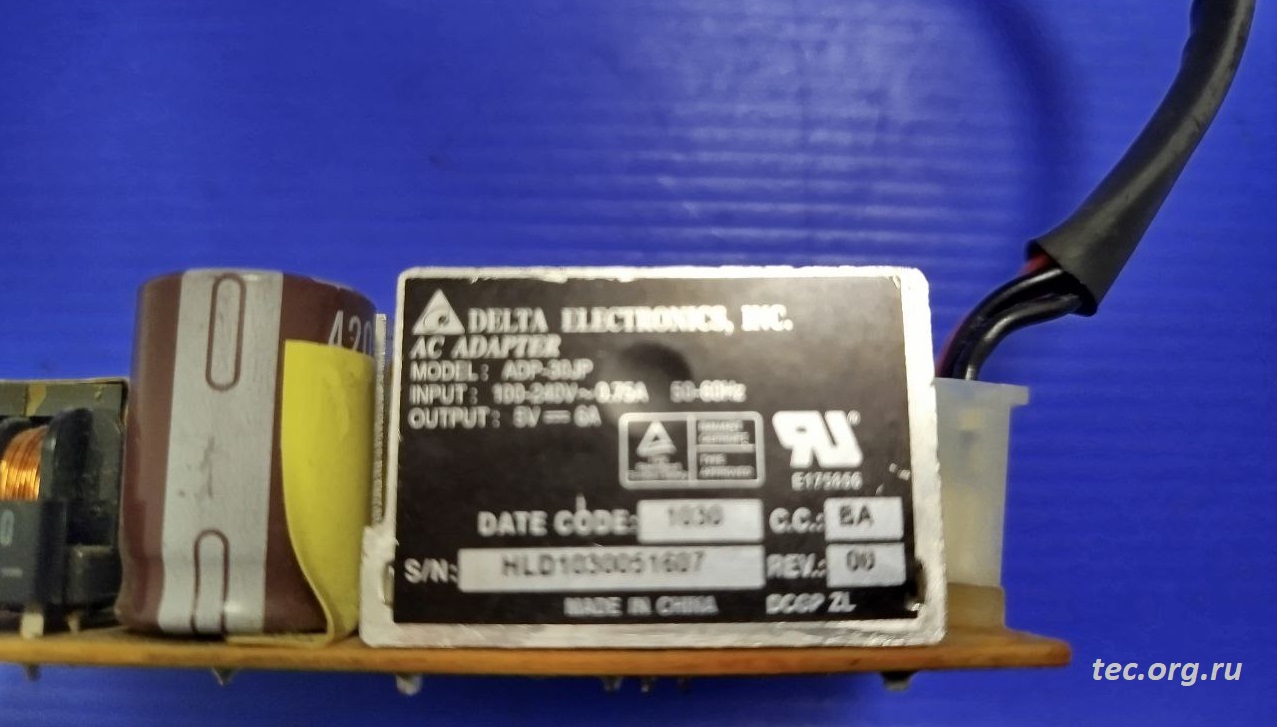 420
DELTA ELECTRONICS, INC.
AC ADAPTER
MODEL: ADP-30JP
INPUT: 100-240V~0.75A 50-60Hz
OUTPUT: 5V 6A
DATE CODE: 1030 C.C.: BA
S/N: HLD1030051607 REV.: 00
MADE IN CHINA DCGP ZL
tec.org.ru